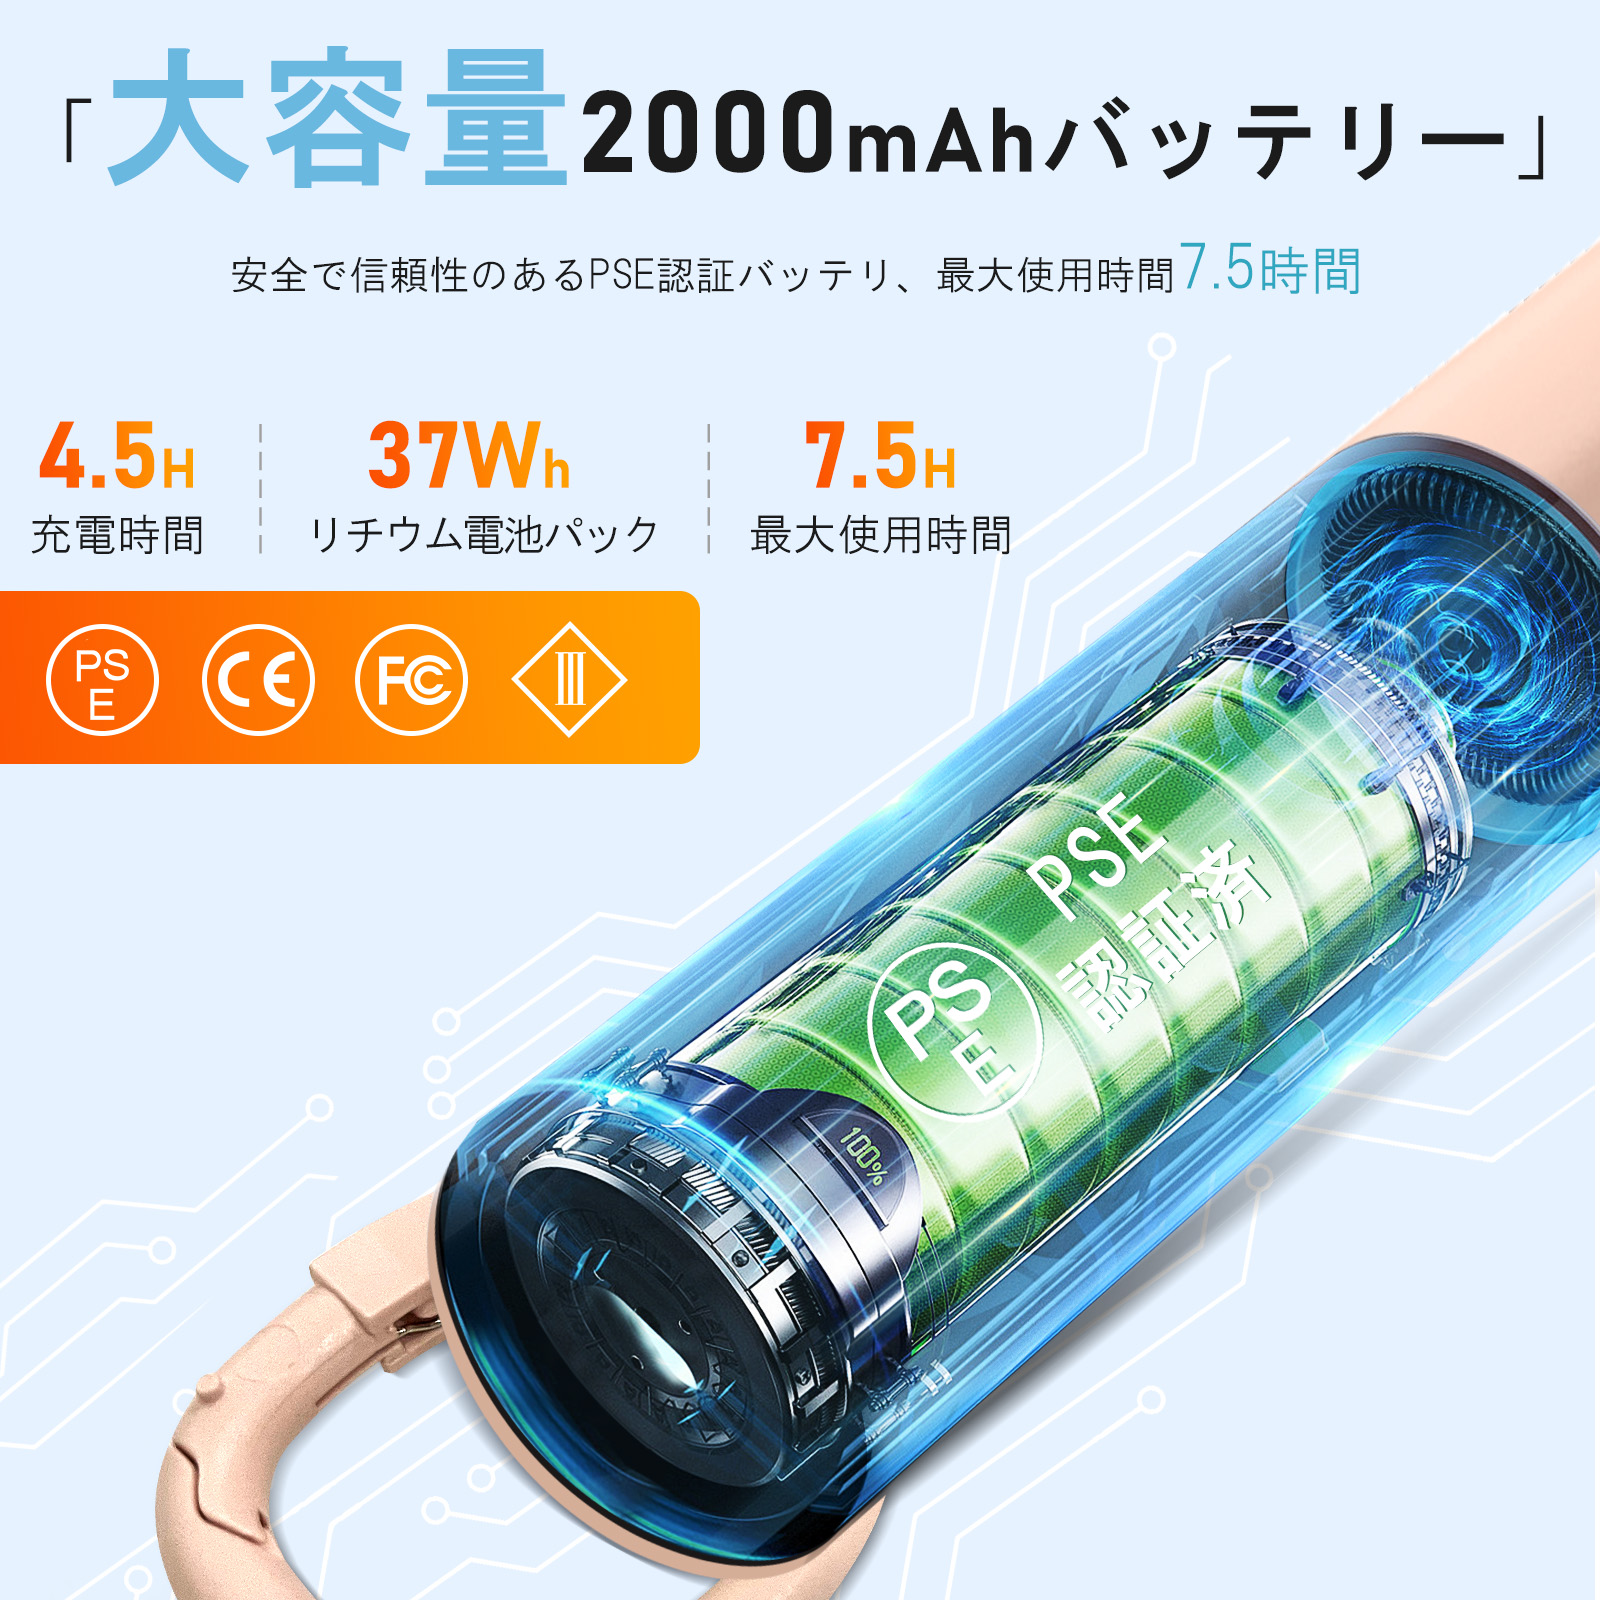 「大容量2000mAhバッテリー」
安全で信頼性のあるPSE認証バッテリ、最大使用時間7.5時間
4.5H
充電時間
37Wh
リチウム電池パック
7.5H
最大使用時間
PS
E
CE
FC
III
PSE
認証済
PS
E
100%